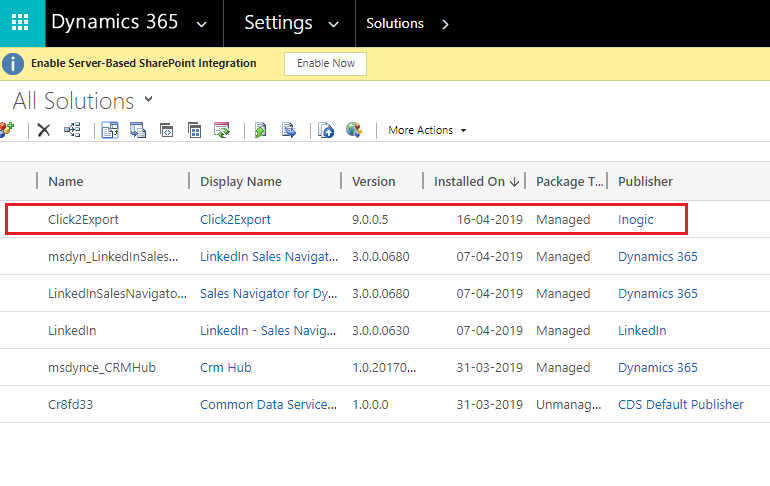 Dynamics 365 Settings Solutions
Enable Server-Based SharePoint Integration Enable Now
All Solutions
More Actions
Name Display Name Version Installed On Package T... Publisher
Click2Export Click2Export 9.0.0.5 16-04-2019 Managed Inogic
msdyn_LinkedInSales... LinkedIn Sales Navigat... 3.0.0.0680 07-04-2019 Managed Dynamics 365
LinkedInSalesNavigato... Sales Navigator for Dy... 3.0.0.0680 07-04-2019 Managed Dynamics 365
LinkedIn LinkedIn - Sales Navig... 3.0.0.0630 07-04-2019 Managed LinkedIn
msdynce_CRMHub Crm Hub 1.0.20170... 31-03-2019 Managed Dynamics 365
Cr8fd33 Common Data Service... 1.0.0.0 31-03-2019 Unmanag... CDS Default Publisher